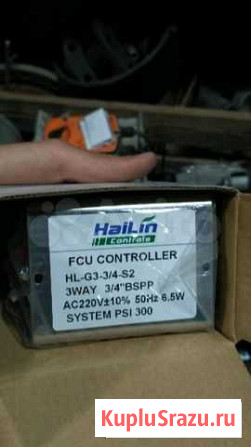 HaiLin
Controls
FCU CONTROLLER
HL-G3-3/4-S2
3WAY 3/4"BSPP
AC220V±10% 50Hz 6.5W
SYSTEM PSI 300
KupluSrazu.ru